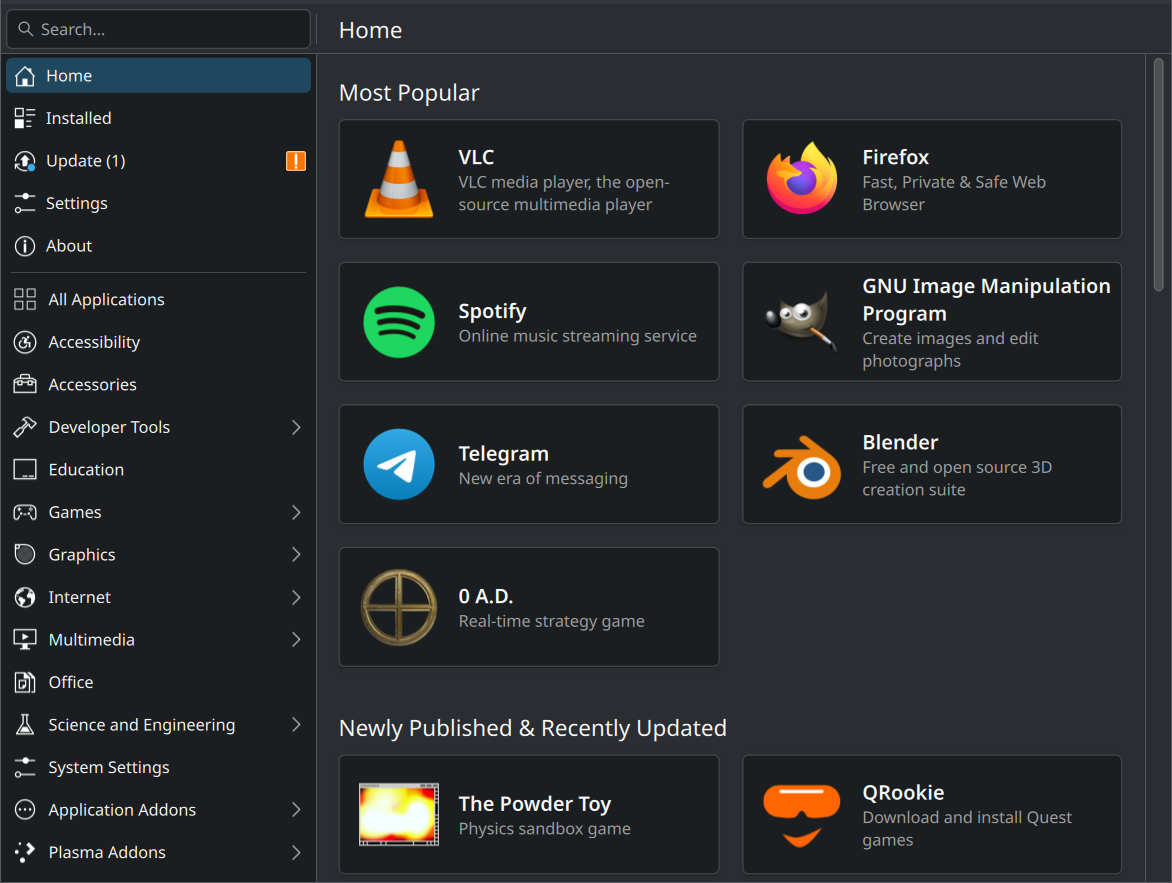 Search...
Home
Home
Installed
Update (1)
Settings
About
All Applications
Accessibility
Accessories
Developer Tools
Education
Games
Graphics
Internet
Multimedia
Office
Science and Engineering
System Settings
Application Addons
Plasma Addons
Most Popular
VLC
VLC media player, the open-
source multimedia player
Firefox
Fast, Private & Safe Web
Browser
Spotify
Online music streaming service
GNU Image Manipulation
Program
Create images and edit
photographs
Telegram
New era of messaging
Blender
Free and open source 3D
creation suite
0 A.D.
Real-time strategy game
Newly Published & Recently Updated
The Powder Toy
Physics sandbox game
QRookie
Download and install Quest
games